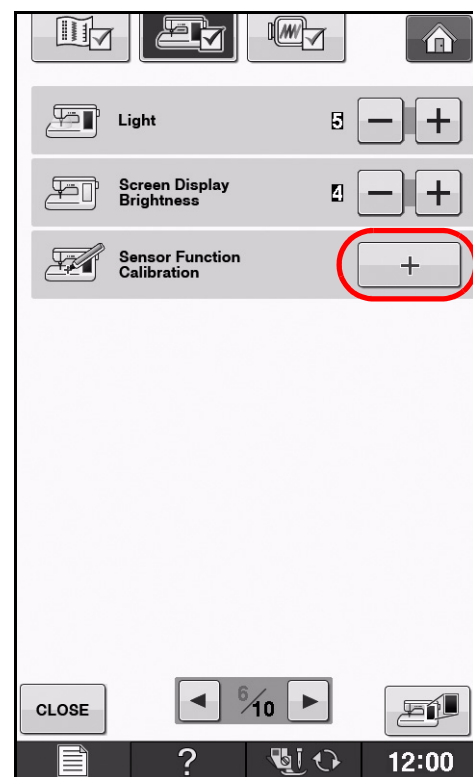 Light 5 − +
Screen Display
Brightness 4 − +
Sensor Function
Calibration +
CLOSE 6/10
? 12:00